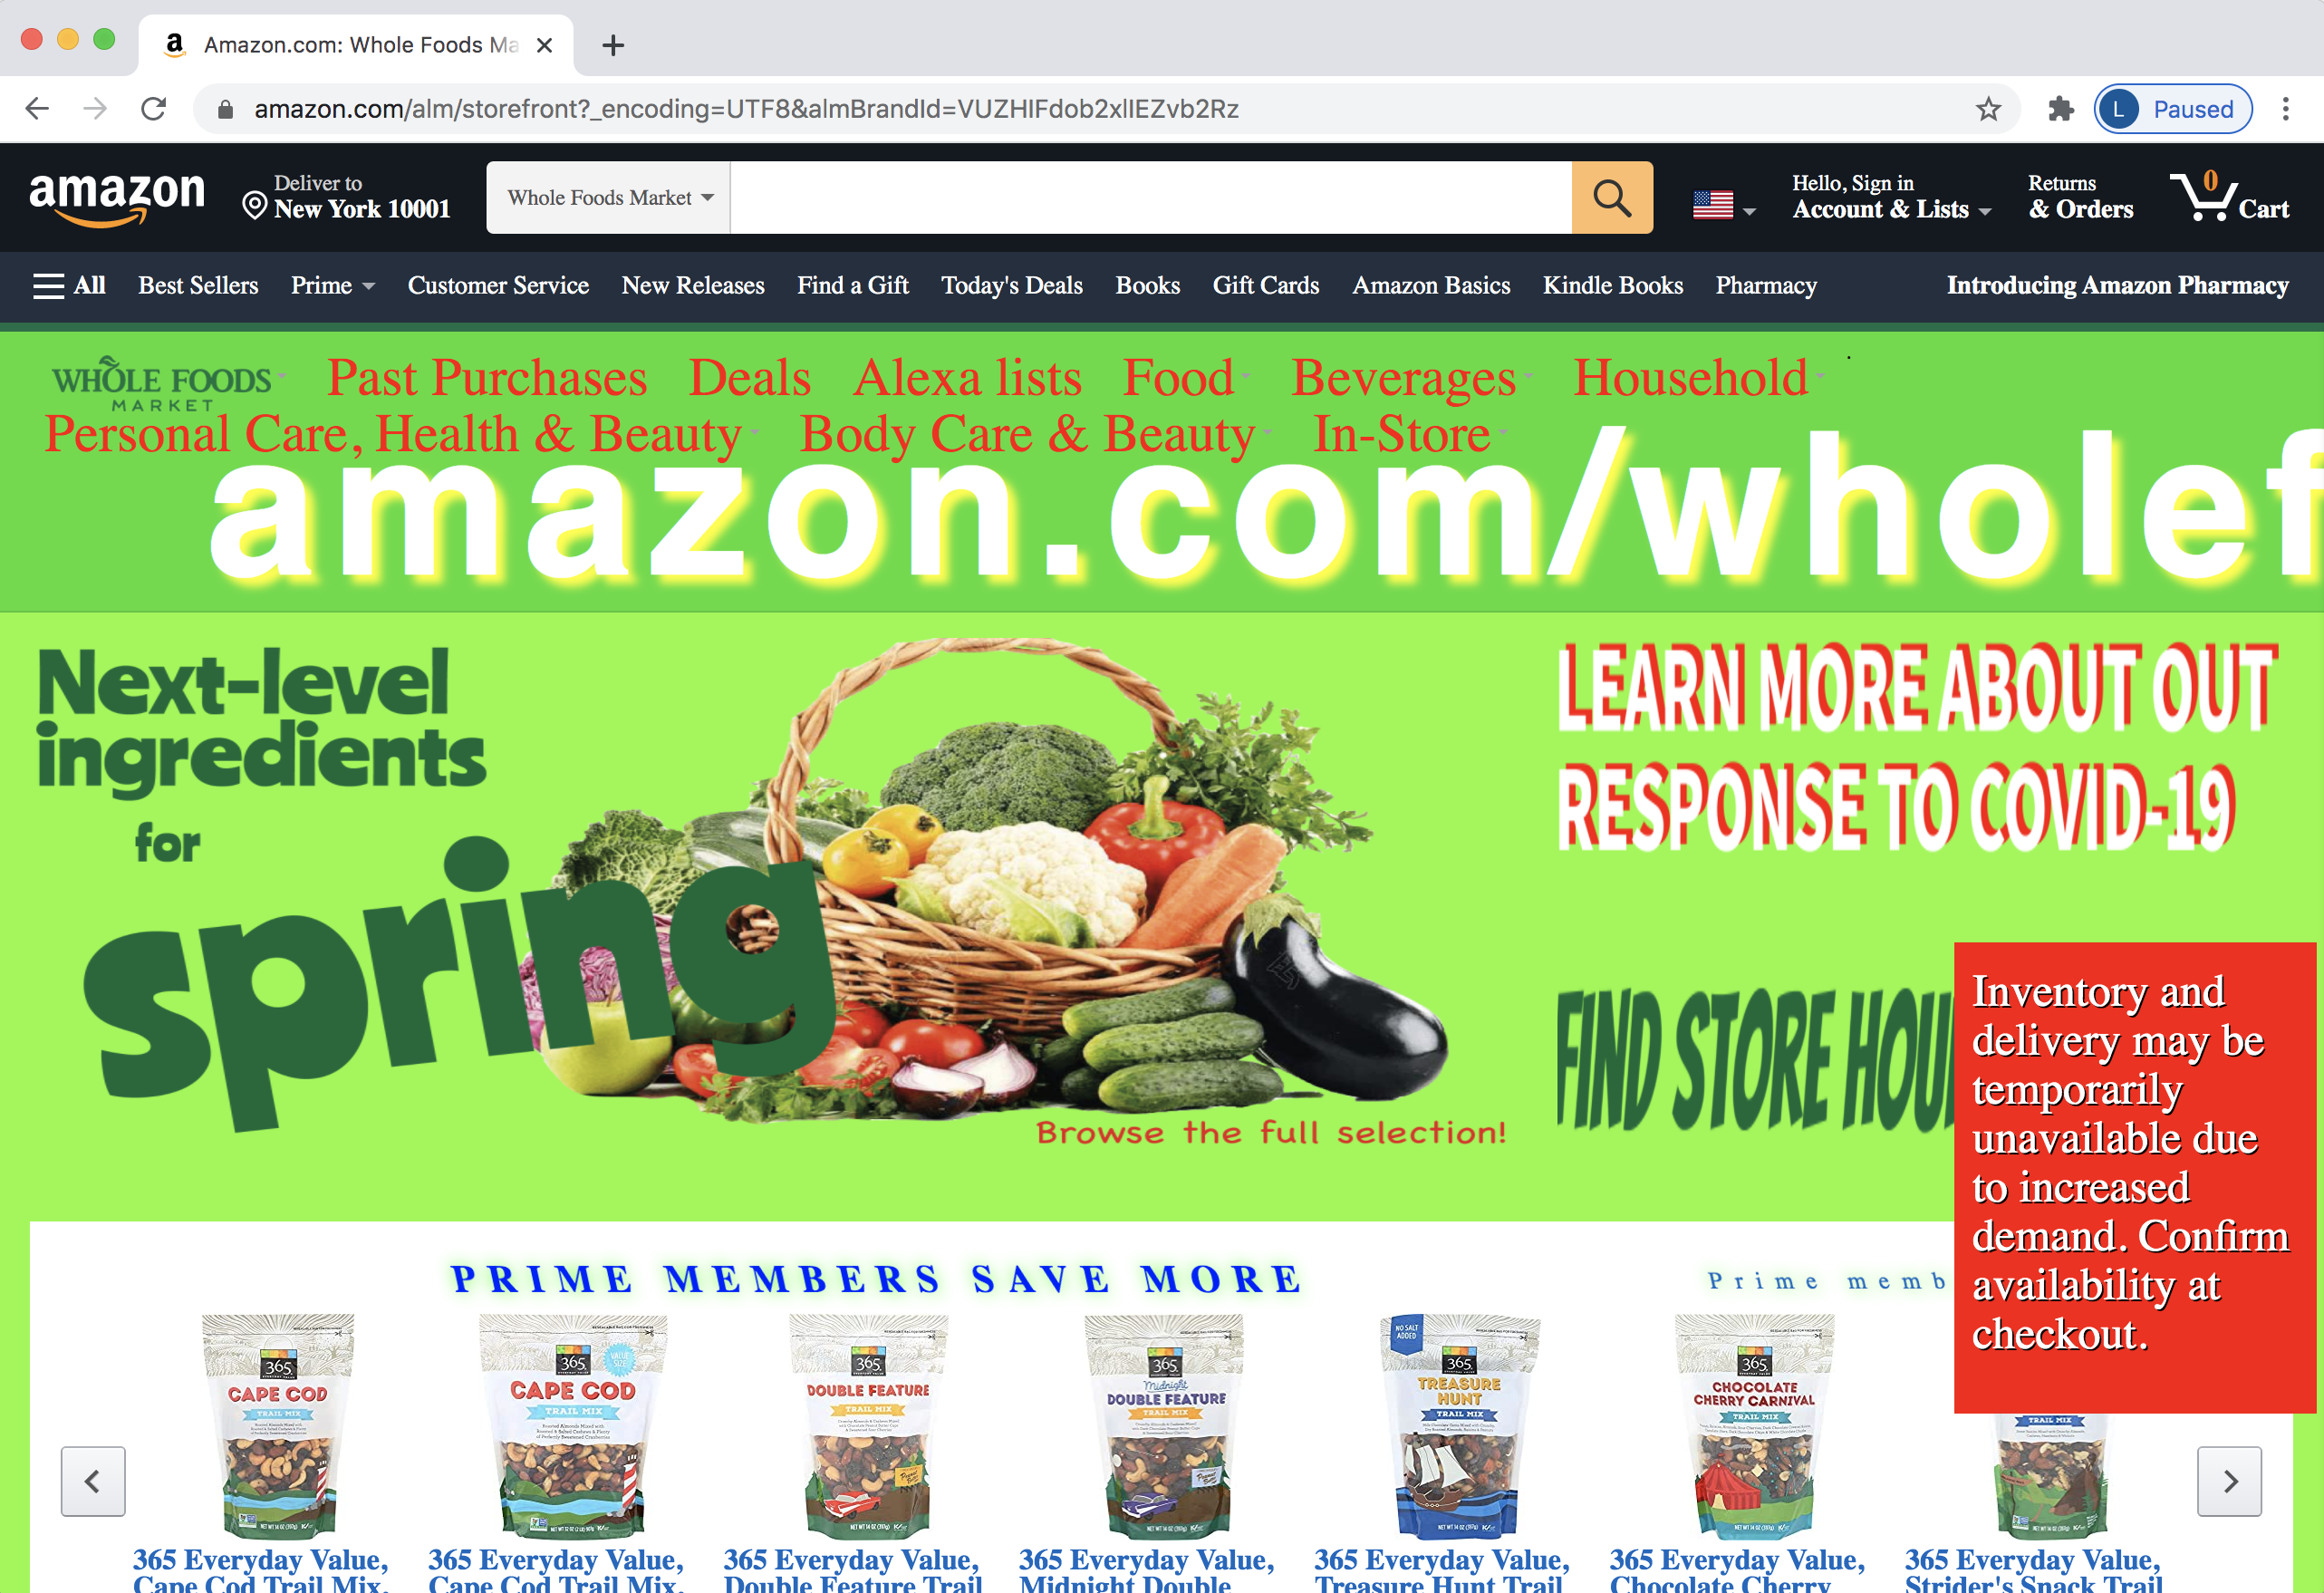 Amazon.com: Whole Foods Ma
amazon.com/alm/storefront?_encoding=UTF8&almBrandId=VUZHIFdob2xlIEZvb2Rz
L Paused
amazon
Deliver to
New York 10001
Whole Foods Market
Hello, Sign in
Account & Lists
Returns
& Orders
0
Cart
All Best Sellers Prime Customer Service New Releases Find a Gift Today's Deals Books Gift Cards Amazon Basics Kindle Books Pharmacy Introducing Amazon Pharmacy
WHOLE FOODS
MARKET
Past Purchases Deals Alexa lists Food Beverages Household
Personal Care, Health & Beauty Body Care & Beauty In-Store
amazon.com/wholef
Next-level
ingredients
for
spring
Browse the full selection!
LEARN MORE ABOUT OUT
RESPONSE TO COVID-19
FIND STORE HOU
Inventory and
delivery may be
temporarily
unavailable due
to increased
demand. Confirm
availability at
checkout.
PRIME MEMBERS SAVE MORE
Prime memb
365
CAPE COD
TRAIL MIX
365
VALUE SIZE
CAPE COD
TRAIL MIX
365
DOUBLE FEATURE
TRAIL MIX
365
Midnight
DOUBLE FEATURE
TRAIL MIX
NO SALT
ADDED
365
TREASURE
HUNT
TRAIL MIX
365
CHOCOLATE
CHERRY CARNIVAL
TRAIL MIX
TRAIL MIX
365 Everyday Value,
Cape Cod Trail Mix,
365 Everyday Value,
Cape Cod Trail Mix,
365 Everyday Value,
Double Feature Trail
365 Everyday Value,
Midnight Double
365 Everyday Value,
Treasure Hunt Trail
365 Everyday Value,
Chocolate Cherry
365 Everyday Value,
Strider's Snack Trail